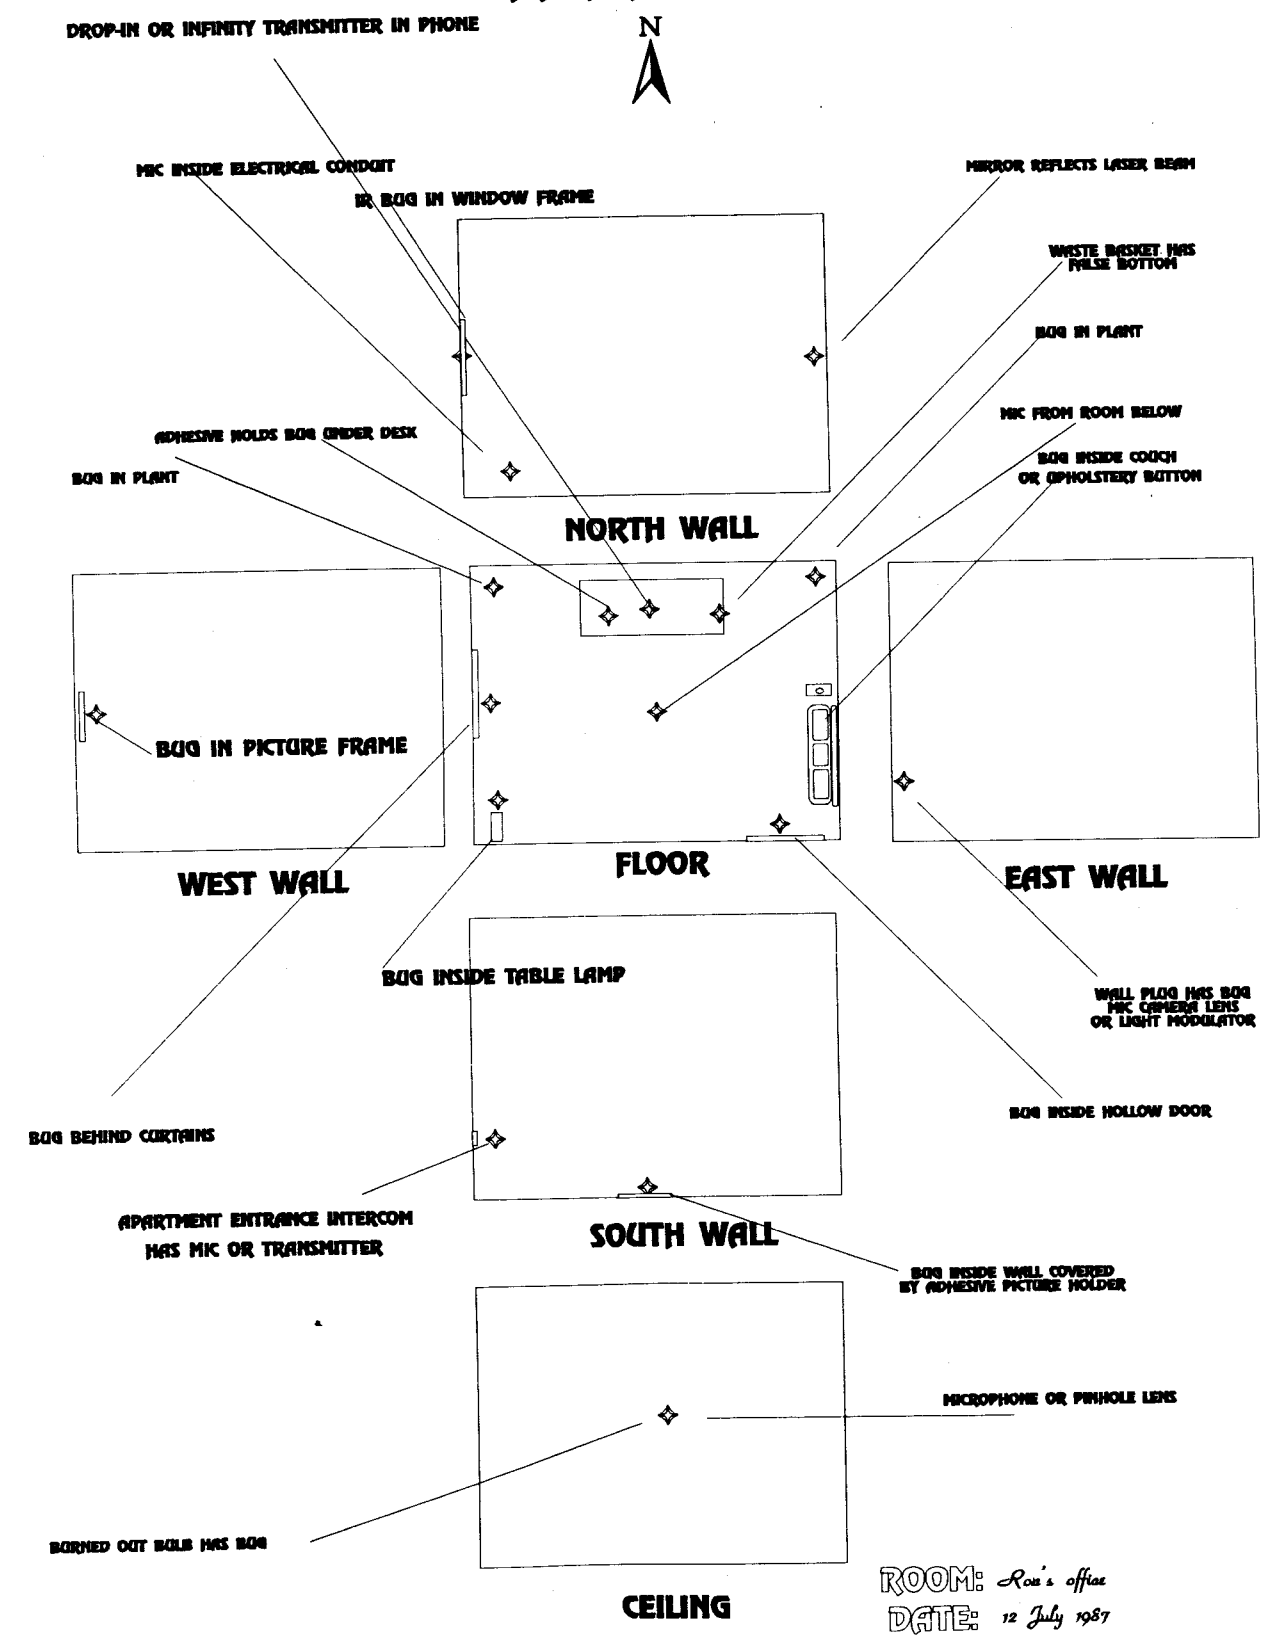 DROP-IN OR INFINITY TRANSMITTER IN PHONE
N
MIC INSIDE ELECTRICAL CONDUIT
MIRROR REFLECTS LASER BEAM
IR BUG IN WINDOW FRAME
WASTE BASKET HAS
FALSE BOTTOM
BUG IN PLANT
MIC FROM ROOM BELOW
ADHESIVE HOLDS BUG UNDER DESK
BUG INSIDE COUCH
OR UPHOLSTERY BUTTON
BUG IN PLANT
NORTH WALL
BUG IN PICTURE FRAME
WEST WALL
FLOOR
EAST WALL
BUG INSIDE TABLE LAMP
WALL PLUG HAS BUG
MIC CAMERA LENS
OR LIGHT MODULATOR
BUG INSIDE HOLLOW DOOR
BUG BEHIND CURTAINS
APARTMENT ENTRANCE INTERCOM
HAS MIC OR TRANSMITTER
SOUTH WALL
BUG INSIDE WALL COVERED
BY ADHESIVE PICTURE HOLDER
MICROPHONE OR PINHOLE LENS
BURNED OUT BULB HAS BUG
CEILING
ROOM: Ron's office
DATE: 12 July 1987